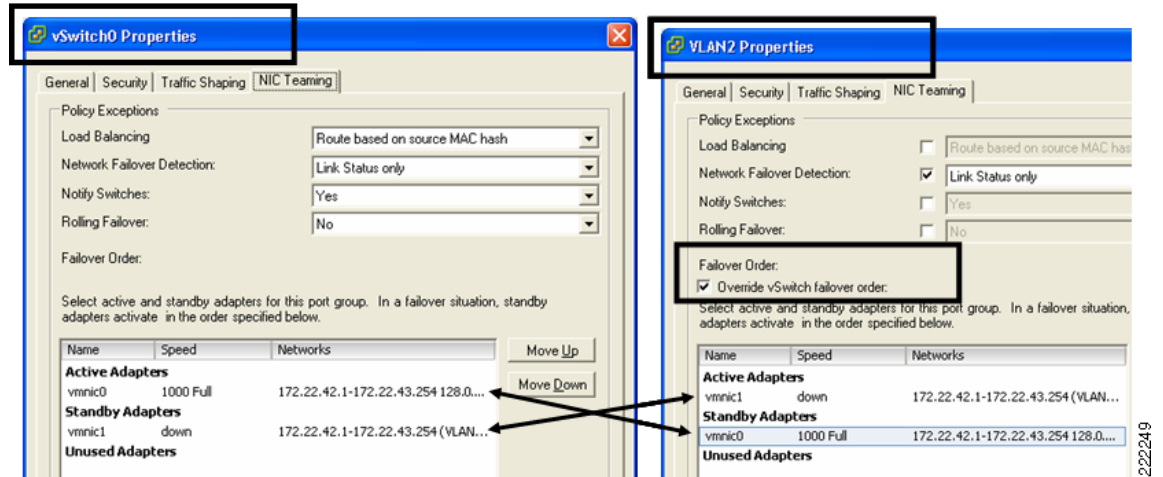 vSwitch0 Properties
General Security Traffic Shaping NIC Teaming
Policy Exceptions
Load Balancing Route based on source MAC hash
Network Failover Detection: Link Status only
Notify Switches: Yes
Rolling Failover: No
Failover Order:
Select active and standby adapters for this port group. In a failover situation, standby
adapters activate in the order specified below.
Name Speed Networks
Active Adapters
vmnic0 1000 Full 172.22.42.1-172.22.43.254 128.0....
Standby Adapters
vmnic1 down 172.22.42.1-172.22.43.254 (VLAN...
Unused Adapters
Move Up
Move Down
VLAN2 Properties
General Security Traffic Shaping NIC Teaming
Policy Exceptions
Load Balancing Route based on source MAC has
Network Failover Detection: Link Status only
Notify Switches: Yes
Rolling Failover: No
Failover Order:
Override vSwitch failover order:
Select active and standby adapters for this port group. In a failover situation,
adapters activate in the order specified below.
Name Speed Networks
Active Adapters
vmnic1 down 172.22.42.1-172.22.43.254 (VLAN...
Standby Adapters
vmnic0 1000 Full 172.22.42.1-172.22.43.254 128.0....
Unused Adapters
222249